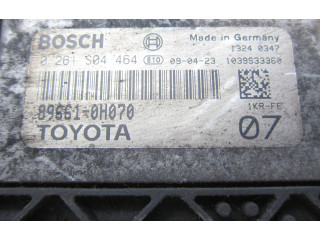 BOSCH Made in Germany
1324 0347
0 261 S04 464 610 09-04-23 1039S33360
89661-0H070 1KR-FE
TOYOTA 07